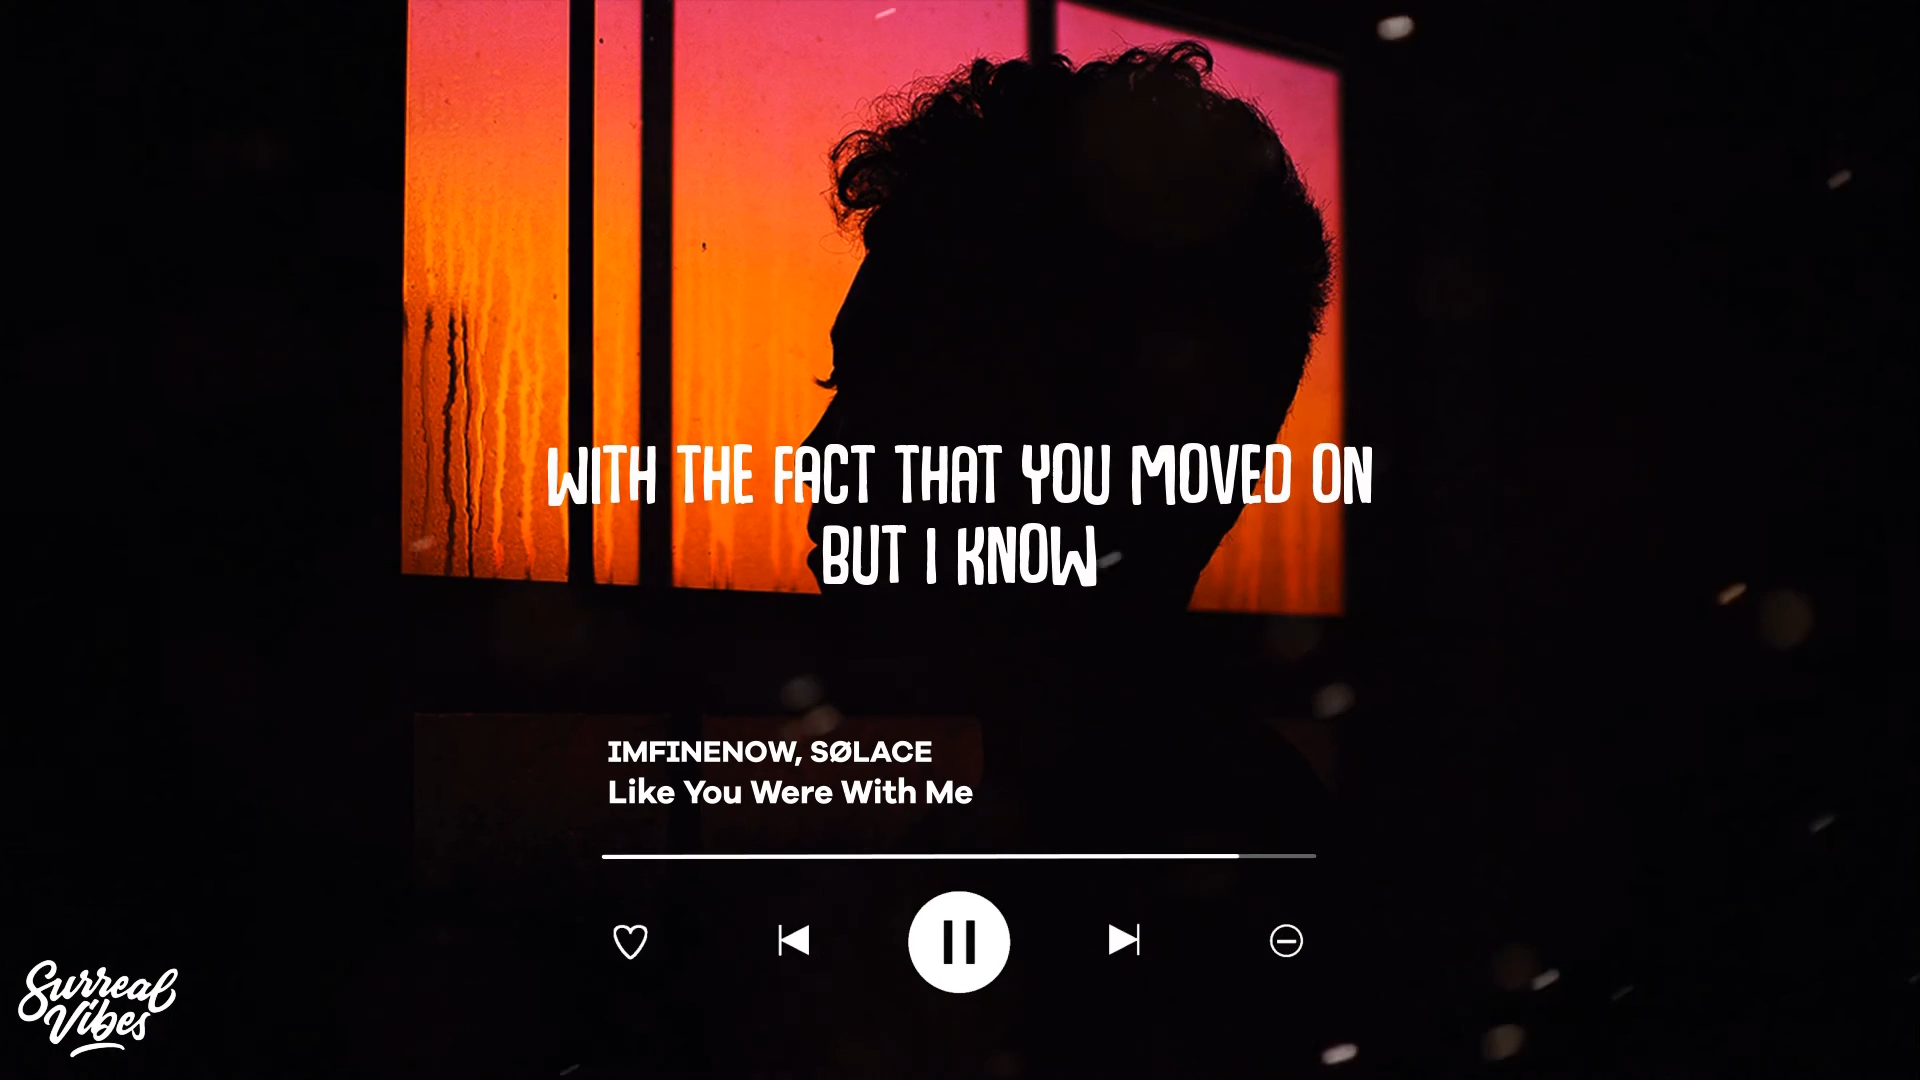 WITH THE FACT THAT YOU MOVED ON
BUT I KNOW
IMFINENOW, SØLACE
Like You Were With Me
Surreal
Vibes